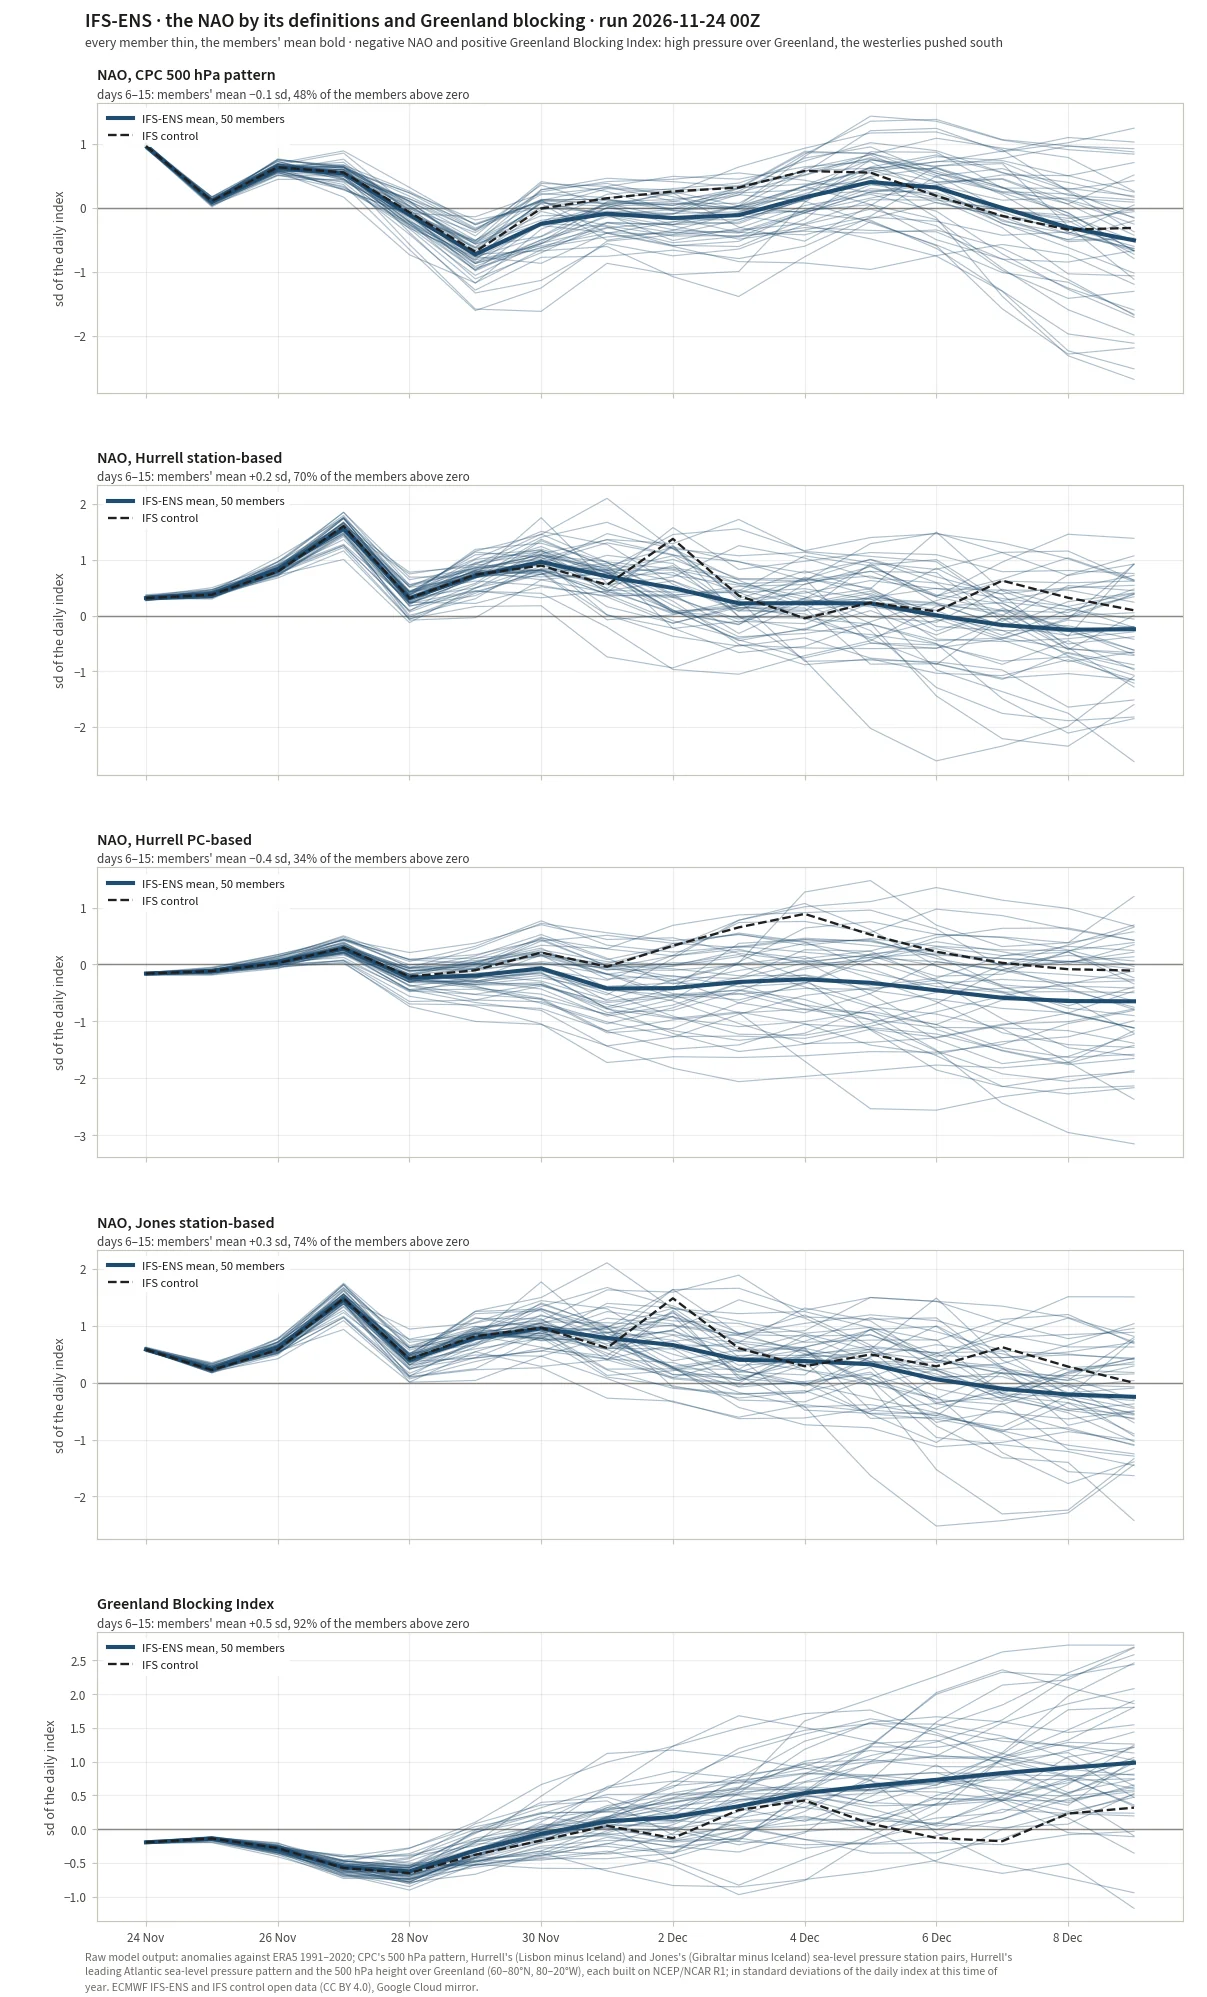 IFS-ENS · the NAO by its definitions and Greenland blocking · run 2026-11-24 00Z
every member thin, the members' mean bold · negative NAO and positive Greenland Blocking Index: high pressure over Greenland, the westerlies pushed south
NAO, CPC 500 hPa pattern
days 6–15: members' mean −0.1 sd, 48% of the members above zero
IFS-ENS mean, 50 members
IFS control
sd of the daily index
1
0
−1
−2
NAO, Hurrell station-based
days 6–15: members' mean +0.2 sd, 70% of the members above zero
IFS-ENS mean, 50 members
IFS control
sd of the daily index
2
1
0
−1
−2
NAO, Hurrell PC-based
days 6–15: members' mean −0.4 sd, 34% of the members above zero
IFS-ENS mean, 50 members
IFS control
sd of the daily index
1
0
−1
−2
−3
NAO, Jones station-based
days 6–15: members' mean +0.3 sd, 74% of the members above zero
IFS-ENS mean, 50 members
IFS control
sd of the daily index
2
1
0
−1
−2
Greenland Blocking Index
days 6–15: members' mean +0.5 sd, 92% of the members above zero
IFS-ENS mean, 50 members
IFS control
sd of the daily index
2.5
2.0
1.5
1.0
0.5
0.0
−0.5
−1.0
24 Nov 26 Nov 28 Nov 30 Nov 2 Dec 4 Dec 6 Dec 8 Dec
Raw model output: anomalies against ERA5 1991–2020; CPC's 500 hPa pattern, Hurrell's (Lisbon minus Iceland) and Jones's (Gibraltar minus Iceland) sea-level pressure station pairs, Hurrell's
leading Atlantic sea-level pressure pattern and the 500 hPa height over Greenland (60–80°N, 80–20°W), each built on NCEP/NCAR R1; in standard deviations of the daily index at this time of
year. ECMWF IFS-ENS and IFS control open data (CC BY 4.0), Google Cloud mirror.